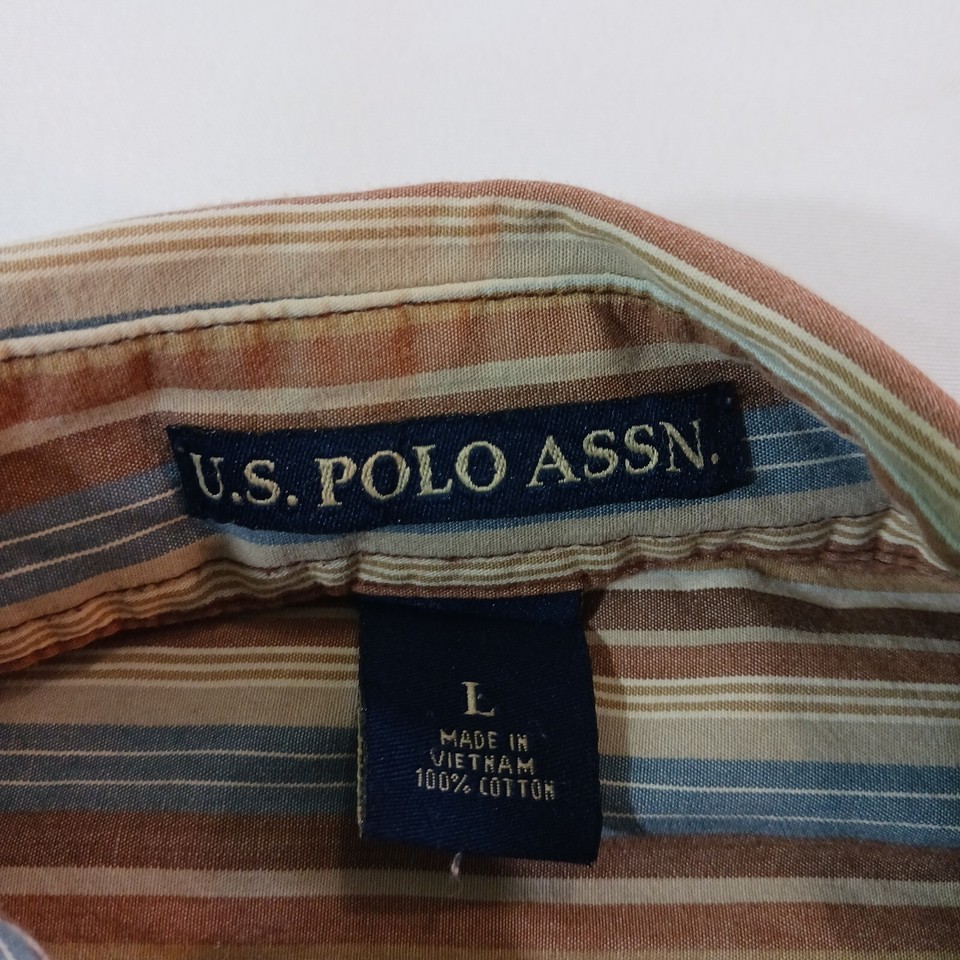 U.S. POLO ASSN.
L
MADE IN
VIETNAM
100% COTTON